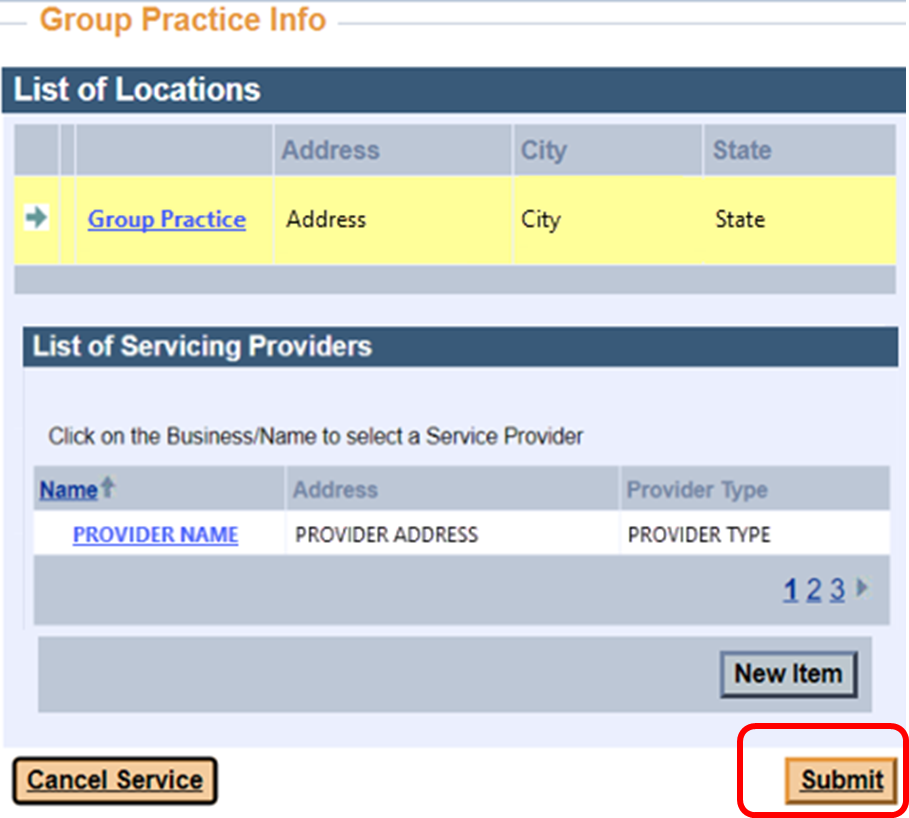 Group Practice Info
List of Locations
Address City State
Group Practice Address City State
List of Servicing Providers
Click on the Business/Name to select a Service Provider
Name Address Provider Type
PROVIDER NAME PROVIDER ADDRESS PROVIDER TYPE
1 2 3
New Item
Cancel Service Submit